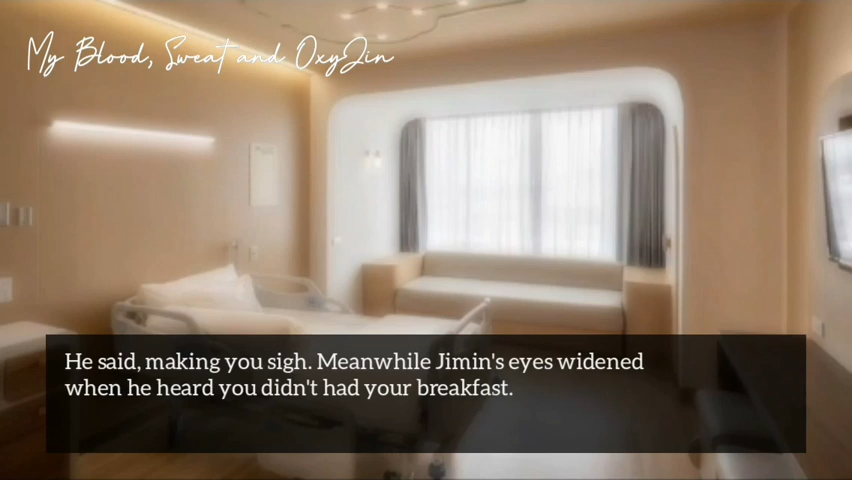 My Blood, Sweat and OxyJin
He said, making you sigh. Meanwhile Jimin's eyes widened
when he heard you didn't had your breakfast.